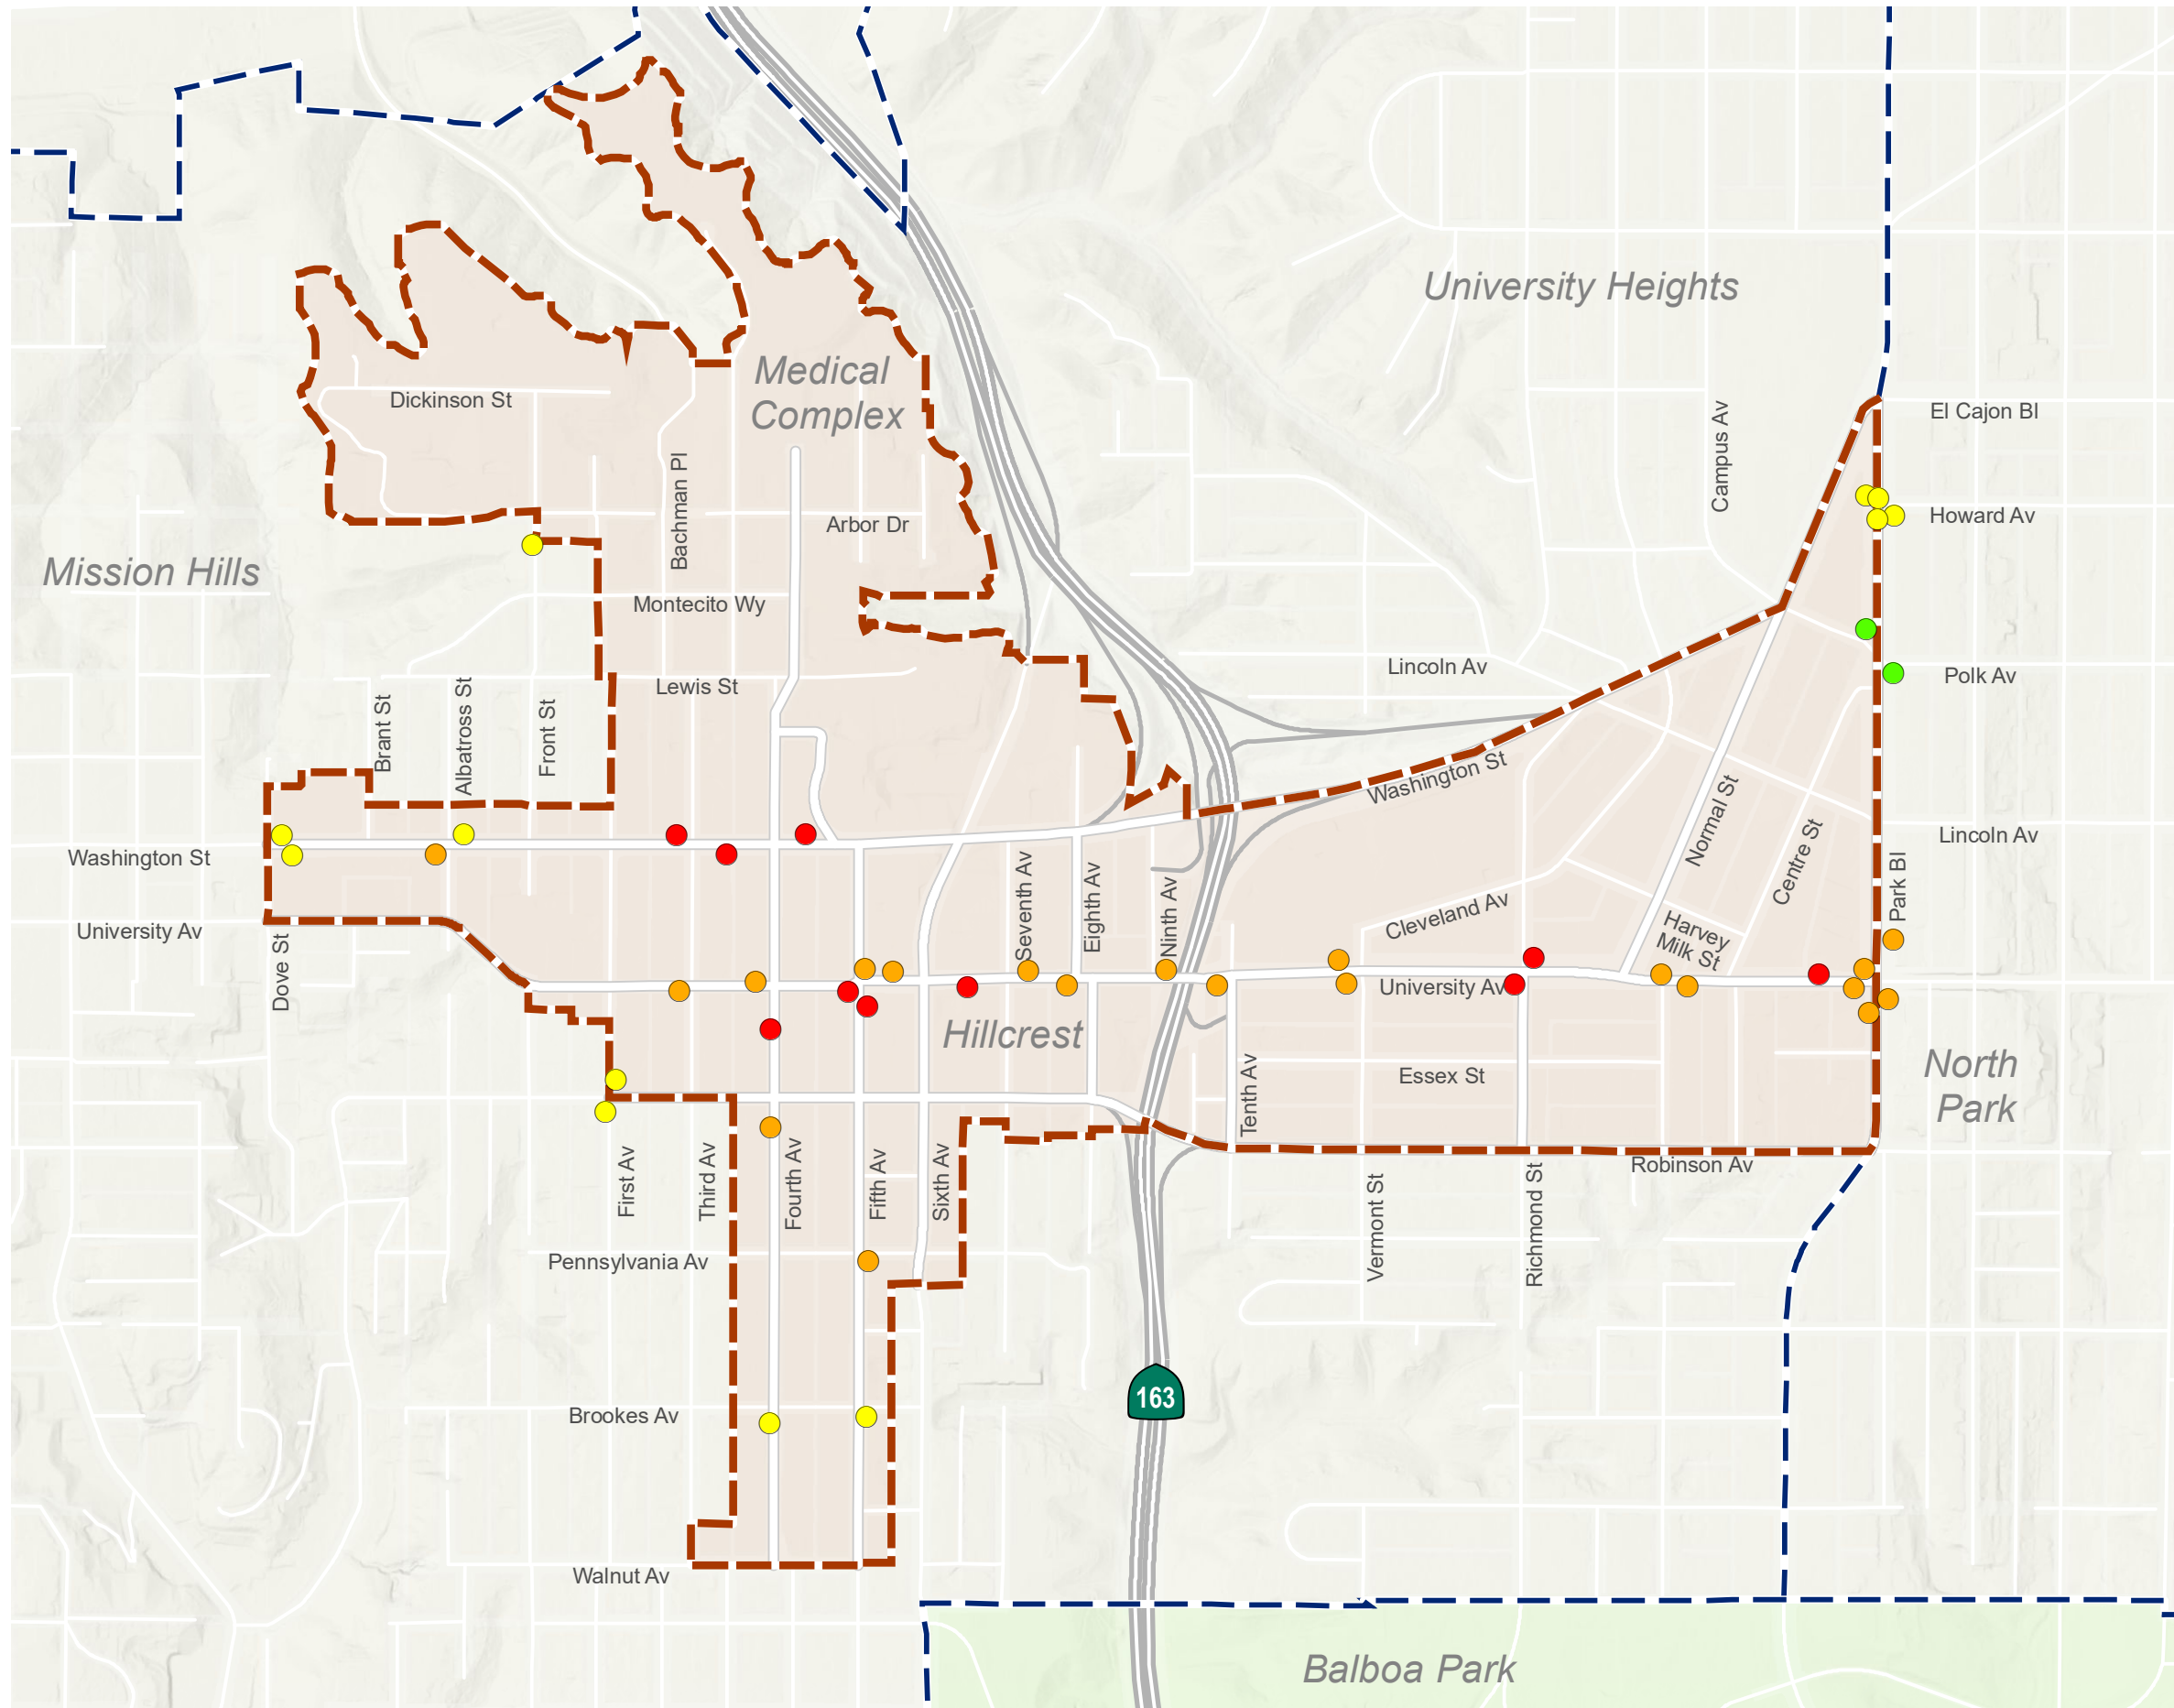 University Heights
Medical
Complex
Dickinson St
El Cajon Bl
Campus Av
Bachman Pl
Arbor Dr
Howard Av
Mission Hills
Montecito Wy
Lincoln Av
Polk Av
Lewis St
Brant St
Albatross St
Front St
Washington St
Normal St
Centre St
Lincoln Av
Washington St
Seventh Av
Eighth Av
Ninth Av
Park Bl
Cleveland Av
Harvey
Milk St
University Av
Dove St
University Av
Hillcrest
Essex St
Tenth Av
North
Park
First Av
Third Av
Fourth Av
Fifth Av
Sixth Av
Robinson Av
Vermont St
Richmond St
Pennsylvania Av
163
Brookes Av
Walnut Av
Balboa Park